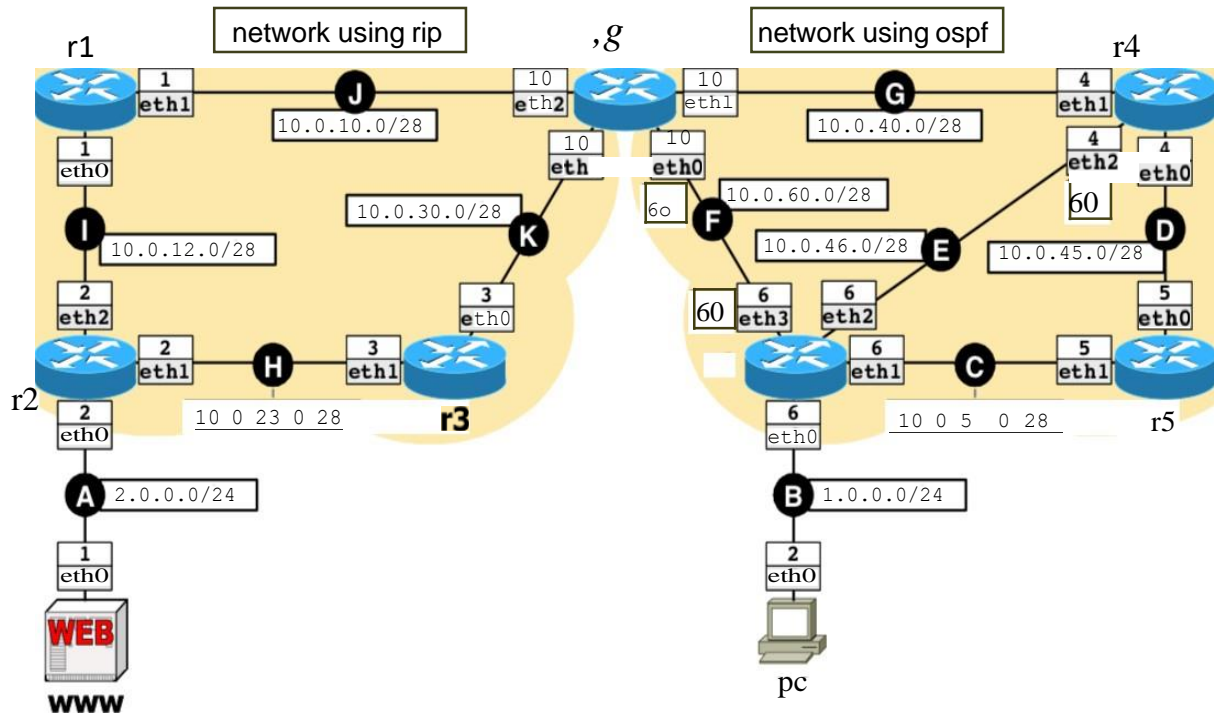 network using rip
network using ospf
r1
,g
r4
1
eth1
J
10
eth2
10
eth1
G
4
eth1
10.0.10.0/28
10.0.40.0/28
1
eth0
10
eth
10
eth0
4
eth2
4
eth0
10.0.30.0/28
6o
10.0.60.0/28
60
I
K
F
D
10.0.12.0/28
10.0.46.0/28
E
10.0.45.0/28
2
eth2
3
eth0
60
6
eth3
6
eth2
5
eth0
2
eth1
H
3
eth1
6
eth1
C
5
eth1
r2
2
eth0
10 0 23 0 28
r3
6
eth0
10 0 5 0 28
r5
A
2.0.0.0/24
B
1.0.0.0/24
1
eth0
2
eth0
WEB
www
pc